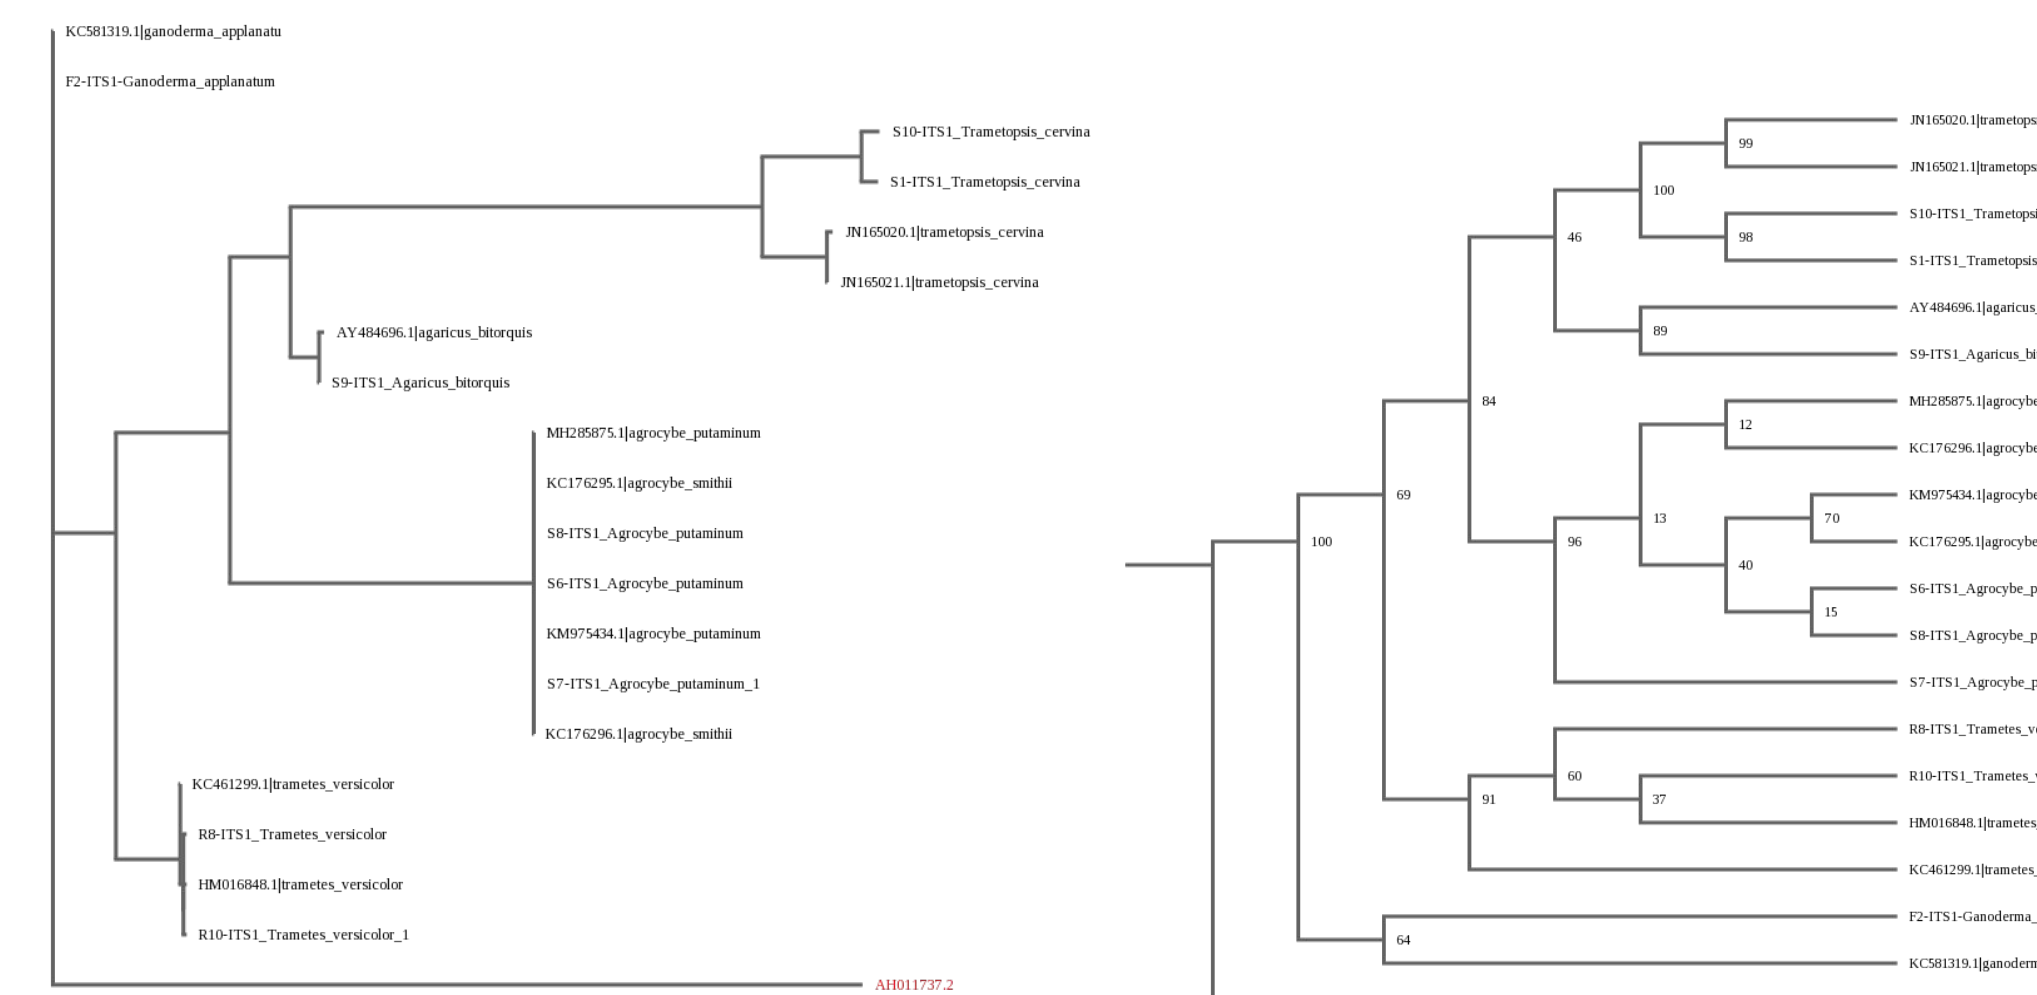 KC581319.1|ganoderma_applanatu
F2-ITS1-Ganoderma_applanatum
S10-ITS1_Trametopsis_cervina
S1-ITS1_Trametopsis_cervina
JN165020.1|trametopsis_cervina
JN165021.1|trametopsis_cervina
AY484696.1|agaricus_bitorquis
S9-ITS1_Agaricus_bitorquis
MH285875.1|agrocybe_putaminum
KC176295.1|agrocybe_smithii
S8-ITS1_Agrocybe_putaminum
S6-ITS1_Agrocybe_putaminum
KM975434.1|agrocybe_putaminum
S7-ITS1_Agrocybe_putaminum_1
KC176296.1|agrocybe_smithii
KC461299.1|trametes_versicolor
R8-ITS1_Trametes_versicolor
HM016848.1|trametes_versicolor
R10-ITS1_Trametes_versicolor_1
AH011737.2
JN165020.1|trametops
99
JN165021.1|trametops
100
S10-ITS1_Trametopsi
46
98
S1-ITS1_Trametopsis
AY484696.1|agaricus_
89
S9-ITS1_Agaricus_bi
84
MH285875.1|agrocybe
12
KC176296.1|agrocybe
69
KM975434.1|agrocybe
13
70
100
96
KC176295.1|agrocybe
40
S6-ITS1_Agrocybe_p
15
S8-ITS1_Agrocybe_p
S7-ITS1_Agrocybe_p
R8-ITS1_Trametes_ve
60
R10-ITS1_Trametes_v
91
37
HM016848.1|trametes_
KC461299.1|trametes_
F2-ITS1-Ganoderma_
64
KC581319.1|ganoderm